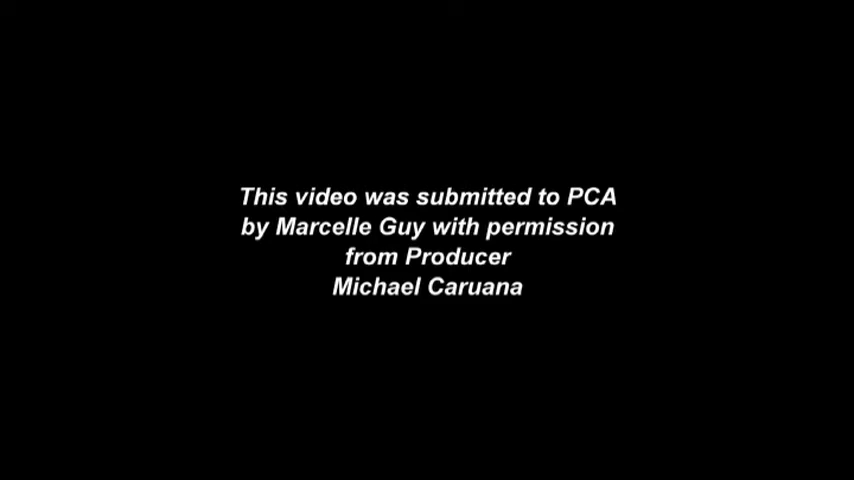 This video was submitted to PCA
by Marcelle Guy with permission
from Producer
Michael Caruana